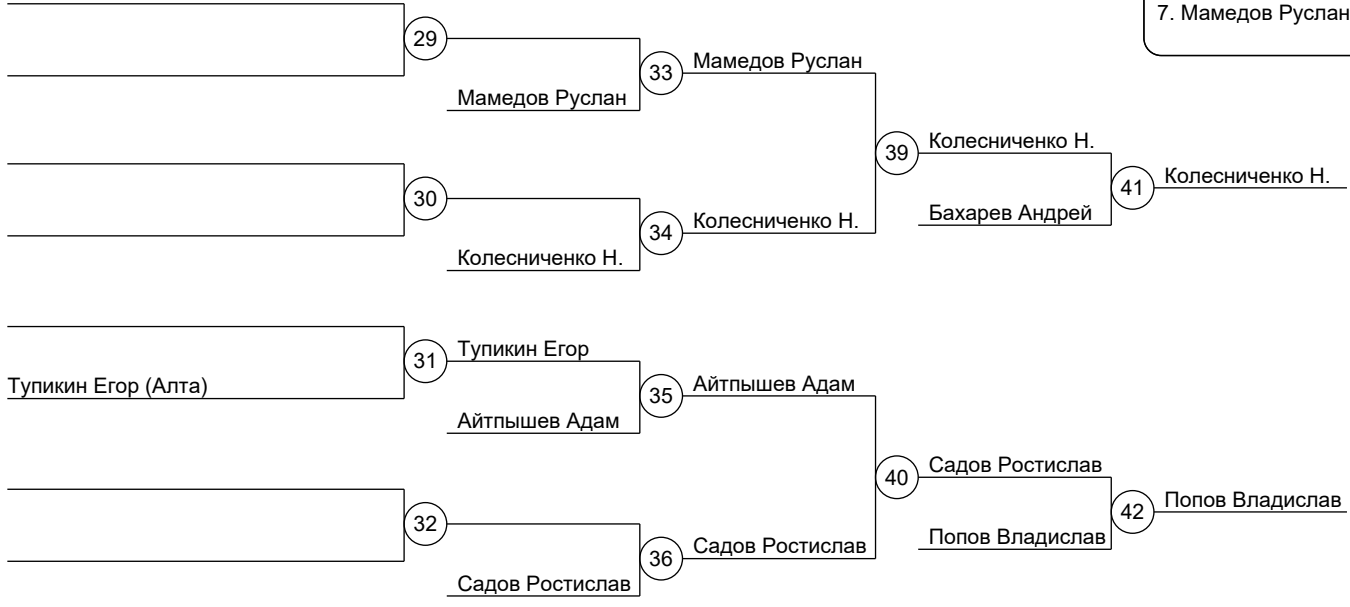 7. Мамедов Руслан
29
Мамедов Руслан
33
Мамедов Руслан
30
Колесниченко Н.
34
Колесниченко Н.
39
Колесниченко Н.
Бахарев Андрей
41
Колесниченко Н.
Тупикин Егор (Алта)
31
Тупикин Егор
Айтпышев Адам
35
Айтпышев Адам
32
Садов Ростислав
36
Садов Ростислав
40
Садов Ростислав
Попов Владислав
42
Попов Владислав